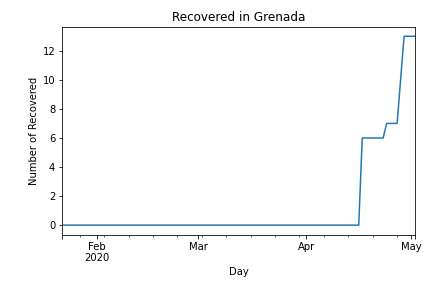 Recovered in Grenada
12
10
8
6
4
2
0
Number of Recovered
Feb
2020
Mar
Apr
May
Day